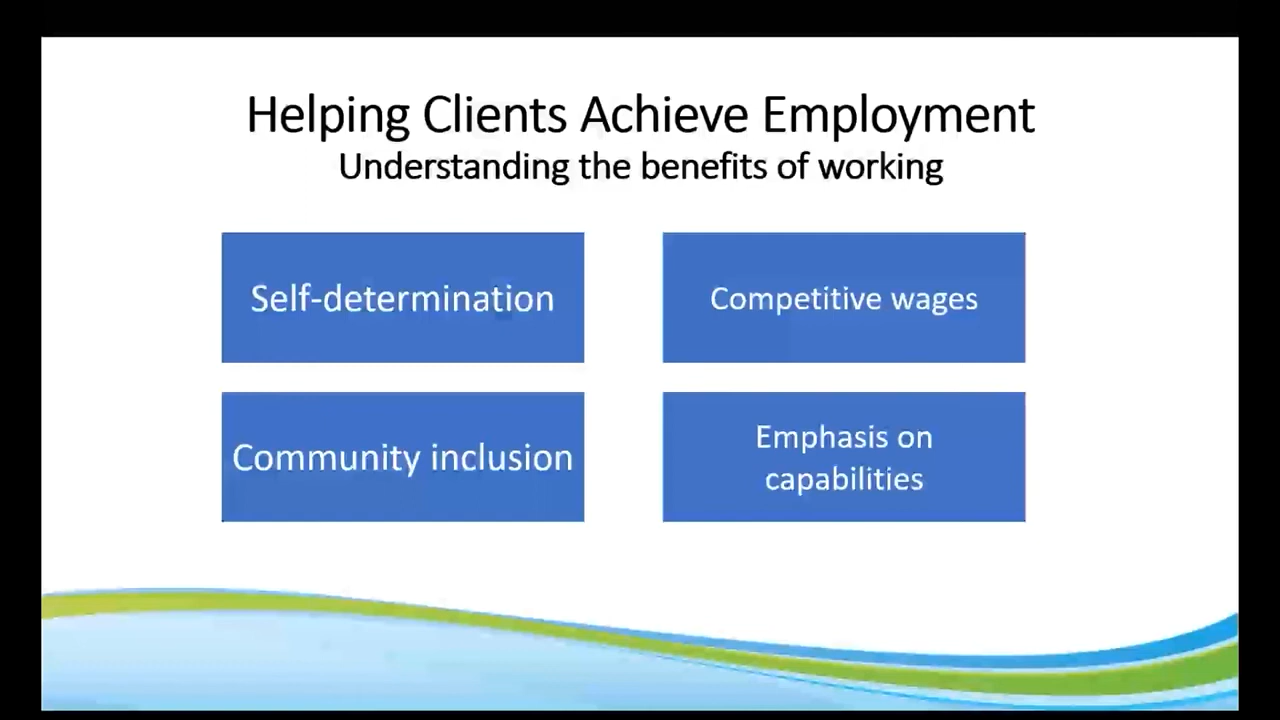 Helping Clients Achieve Employment
Understanding the benefits of working
Self-determination
Competitive wages
Community inclusion
Emphasis on
capabilities